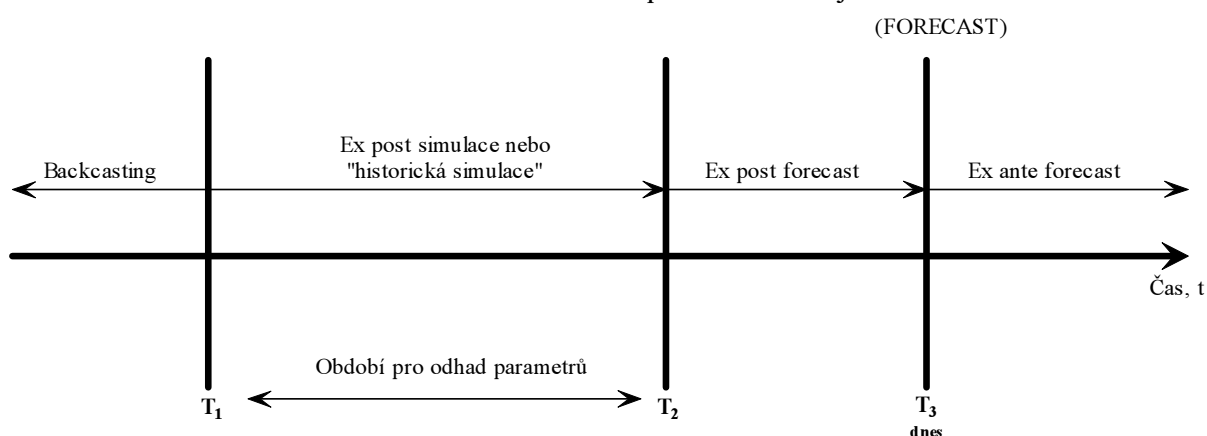 (FORECAST)
Backcasting
Ex post simulace nebo
"historická simulace"
Ex post forecast
Ex ante forecast
Čas, t
Období pro odhad parametrů
T₁
T₂
T₃
dnes